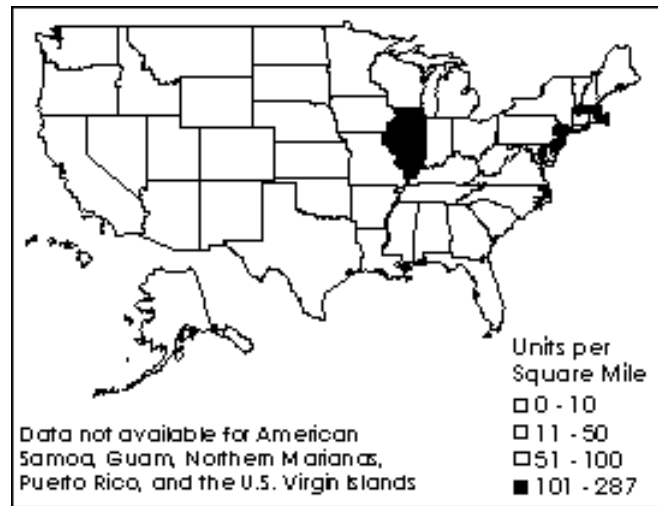 Units per
Square Mile
0 - 10
11 - 50
51 - 100
101 - 287
Data not available for American
Samoa, Guam, Northern Marianas,
Puerto Rico, and the U.S. Virgin Islands